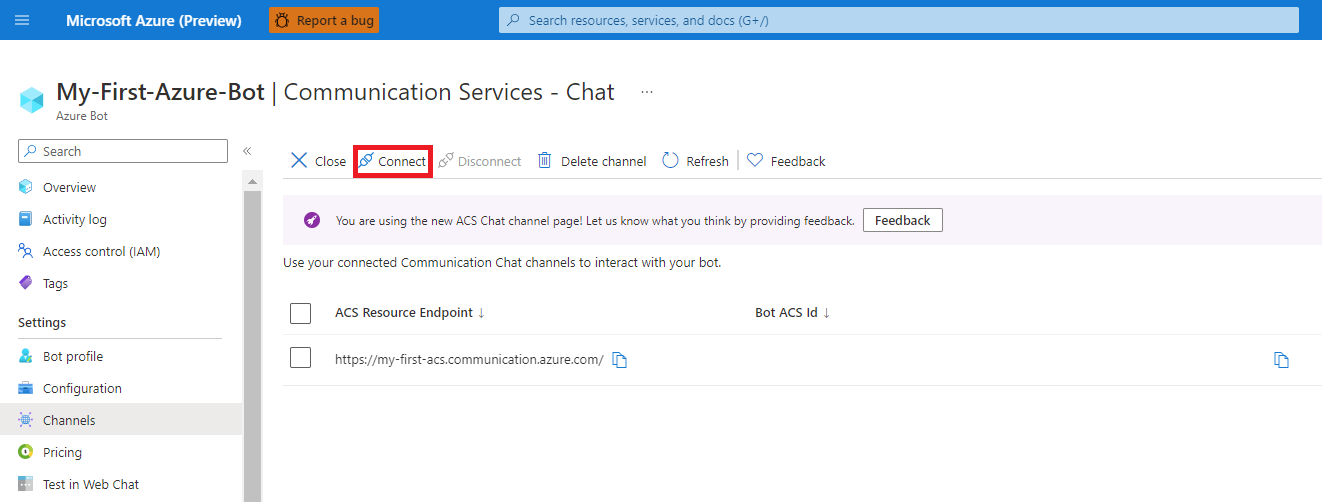 Microsoft Azure (Preview) Report a bug Search resources, services, and docs (G+/)
My-First-Azure-Bot | Communication Services - Chat ...
Azure Bot
Search «
Close Connect Disconnect Delete channel Refresh Feedback
Overview
Activity log
Access control (IAM)
Tags
Settings
Bot profile
Configuration
Channels
Pricing
Test in Web Chat
You are using the new ACS Chat channel page! Let us know what you think by providing feedback. Feedback
Use your connected Communication Chat channels to interact with your bot.
ACS Resource Endpoint ↓ Bot ACS Id ↓
https://my-first-acs.communication.azure.com/